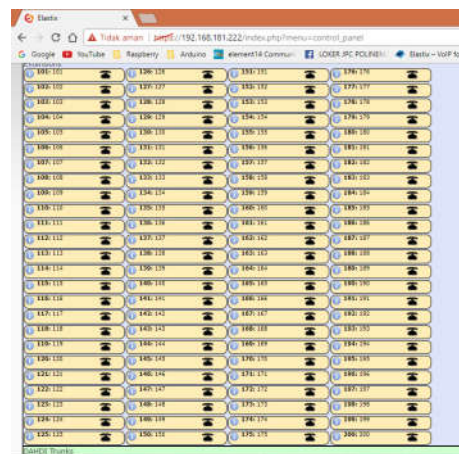 Elastix
Tidak aman | https://192.168.181.222/index.php?menu=control_panel
Google YouTube Raspberry Arduino element14 Commun LOKER JPC Elastix – VoIP fo
101: 101 126: 126 151: 151 176: 176
102: 102 127: 127 152: 152 177: 177
103: 103 128: 128 153: 153 178: 178
104: 104 129: 129 154: 154 179: 179
105: 105 130: 130 155: 155 180: 180
106: 106 131: 131 156: 156 181: 181
107: 107 132: 132 157: 157 182: 182
108: 108 133: 133 158: 158 183: 183
109: 109 134: 134 159: 159 184: 184
110: 110 135: 135 160: 160 185: 185
111: 111 136: 136 161: 161 186: 186
112: 112 137: 137 162: 162 187: 187
113: 113 138: 138 163: 163 188: 188
114: 114 139: 139 164: 164 189: 189
115: 115 140: 140 165: 165 190: 190
116: 116 141: 141 166: 166 191: 191
117: 117 142: 142 167: 167 192: 192
118: 118 143: 143 168: 168 193: 193
119: 119 144: 144 169: 169 194: 194
120: 120 145: 145 170: 170 195: 195
121: 121 146: 146 171: 171 196: 196
122: 122 147: 147 172: 172 197: 197
123: 123 148: 148 173: 173 198: 198
124: 124 149: 149 174: 174 199: 199
125: 125 150: 150 175: 175 200: 200
DAHDI Trunks